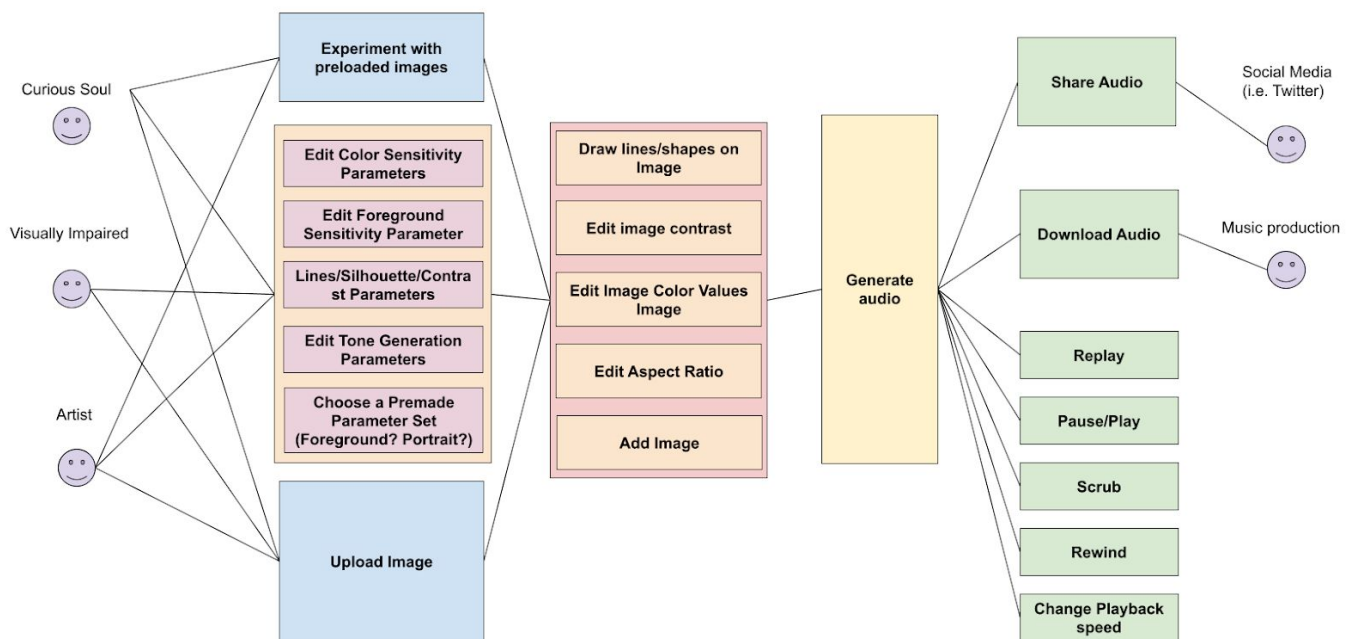 Curious Soul
Visually Impaired
Artist
Experiment with
preloaded images
Edit Color Sensitivity
Parameters
Edit Foreground
Sensitivity Parameter
Lines/Silhouette/Contra
st Parameters
Edit Tone Generation
Parameters
Choose a Premade
Parameter Set
(Foreground? Portrait?)
Upload Image
Draw lines/shapes on
Image
Edit image contrast
Edit Image Color Values
Image
Edit Aspect Ratio
Add Image
Generate
audio
Share Audio
Download Audio
Replay
Pause/Play
Scrub
Rewind
Change Playback
speed
Social Media
(i.e. Twitter)
Music production